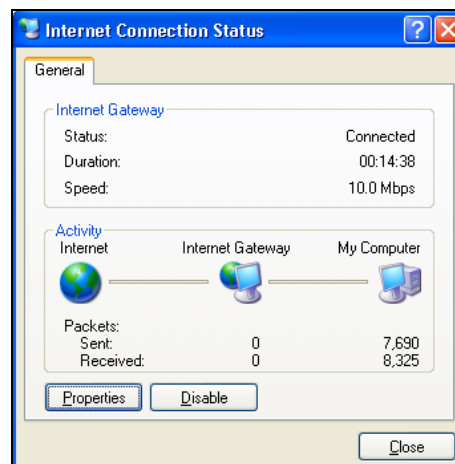 Internet Connection Status
General
Internet Gateway
Status: Connected
Duration: 00:14:38
Speed: 10.0 Mbps
Activity
Internet Internet Gateway My Computer
Packets:
Sent: 0 7,690
Received: 0 8,325
Properties Disable
Close